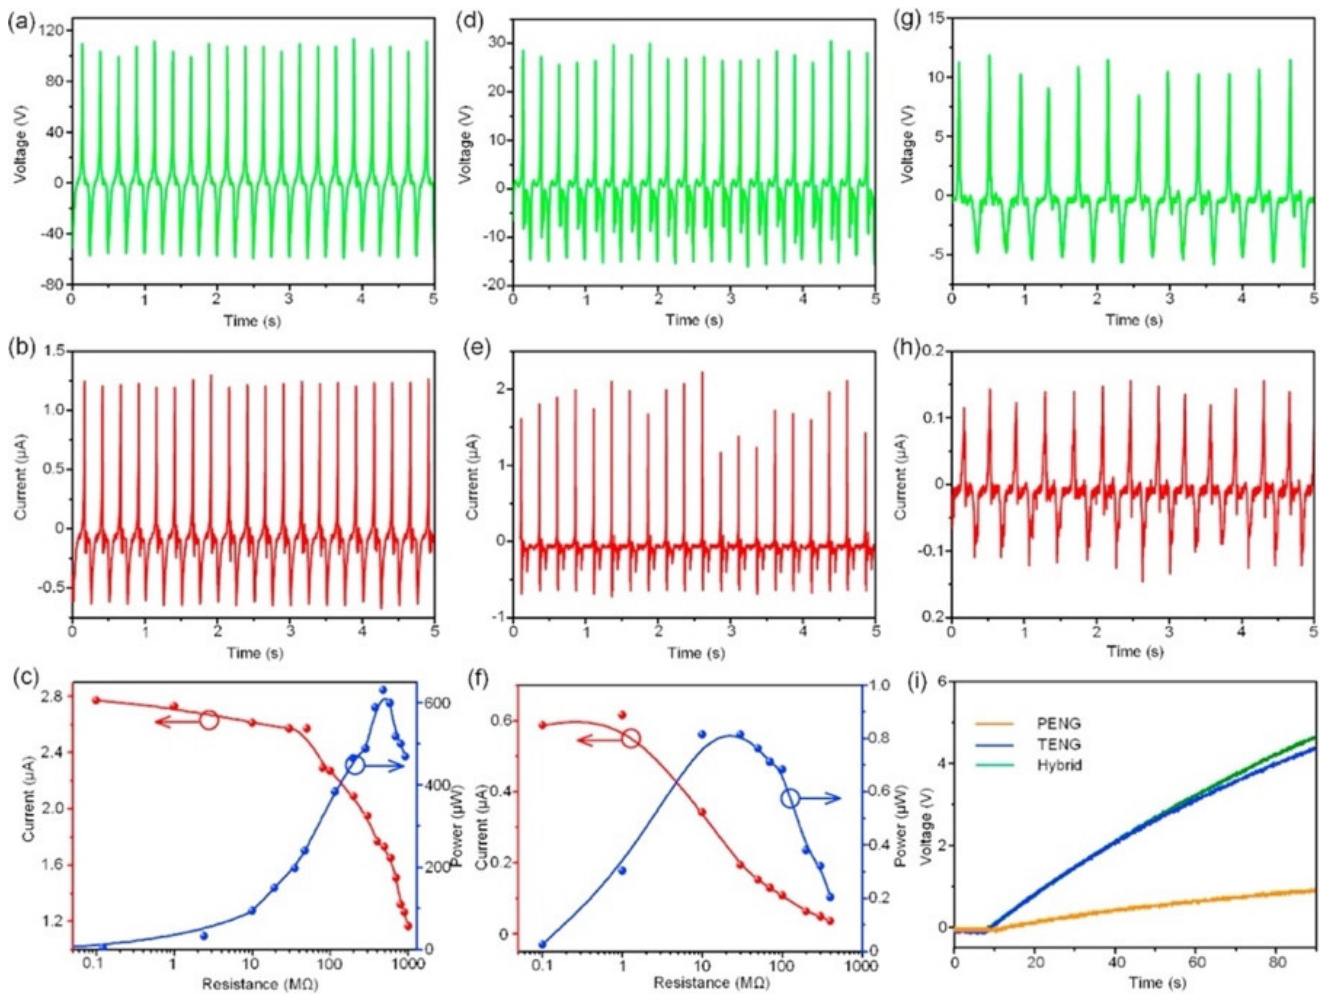 (a)
120
80
40
0
-40
-80
Voltage (V)
0 1 2 3 4 5
Time (s)
(d)
30
20
10
0
-10
-20
Voltage (V)
0 1 2 3 4 5
Time (s)
(g)
15
10
5
0
-5
Voltage (V)
0 1 2 3 4 5
Time (s)
(b)
1.5
1.0
0.5
0
-0.5
Current (μA)
0 1 2 3 4 5
Time (s)
(e)
2
1
0
-1
Current (μA)
0 1 2 3 4 5
Time (s)
(h)
0.2
0.1
0
-0.1
0.2
Current (μA)
0 1 2 3 4 5
Time (s)
(c)
2.8
2.4
2.0
1.6
1.2
Current (μA)
600
400
200
0
Power (μW)
0.1 1 10 100 1000
Resistance (MΩ)
(f)
0.6
0.4
0.2
0
Current (μA)
1.0
0.8
0.6
0.4
0.2
0
Power (μW)
0.1 1 10 100 1000
Resistance (MΩ)
(i)
6
4
2
0
Voltage (V)
PENG
TENG
Hybrid
0 20 40 60 80
Time (s)